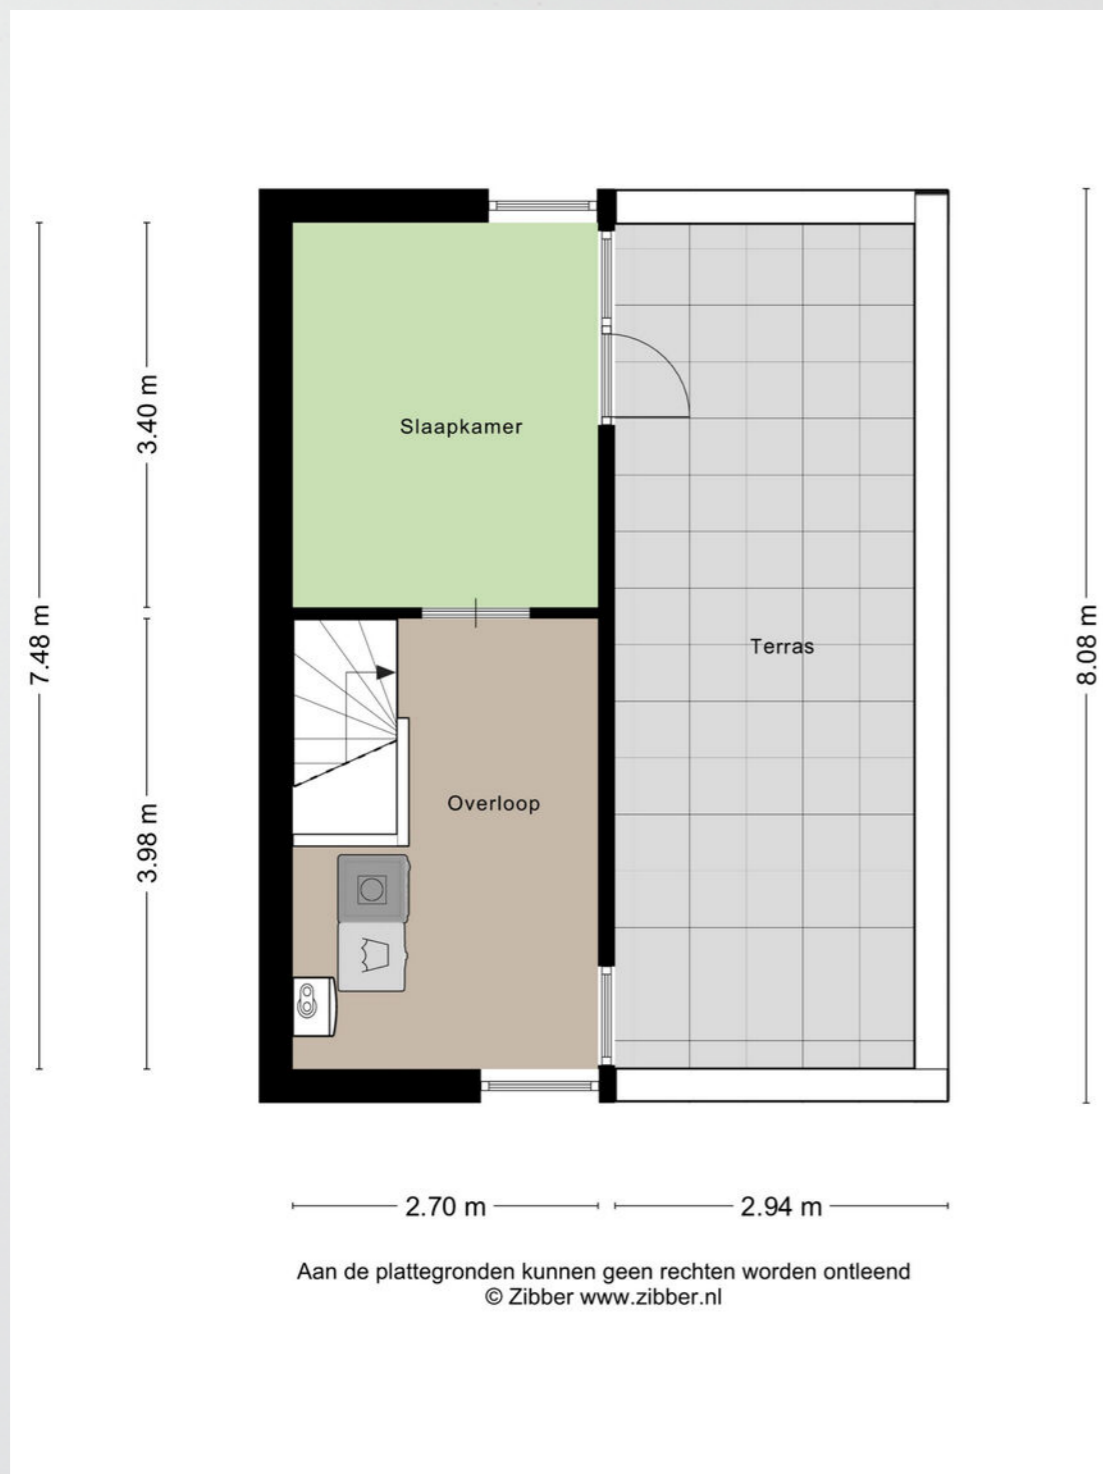 Slaapkamer
3.40 m
7.48 m
Terras
8.08 m
Overloop
3.98 m
2.70 m
2.94 m
Aan de plattegronden kunnen geen rechten worden ontleend
© Zibber www.zibber.nl